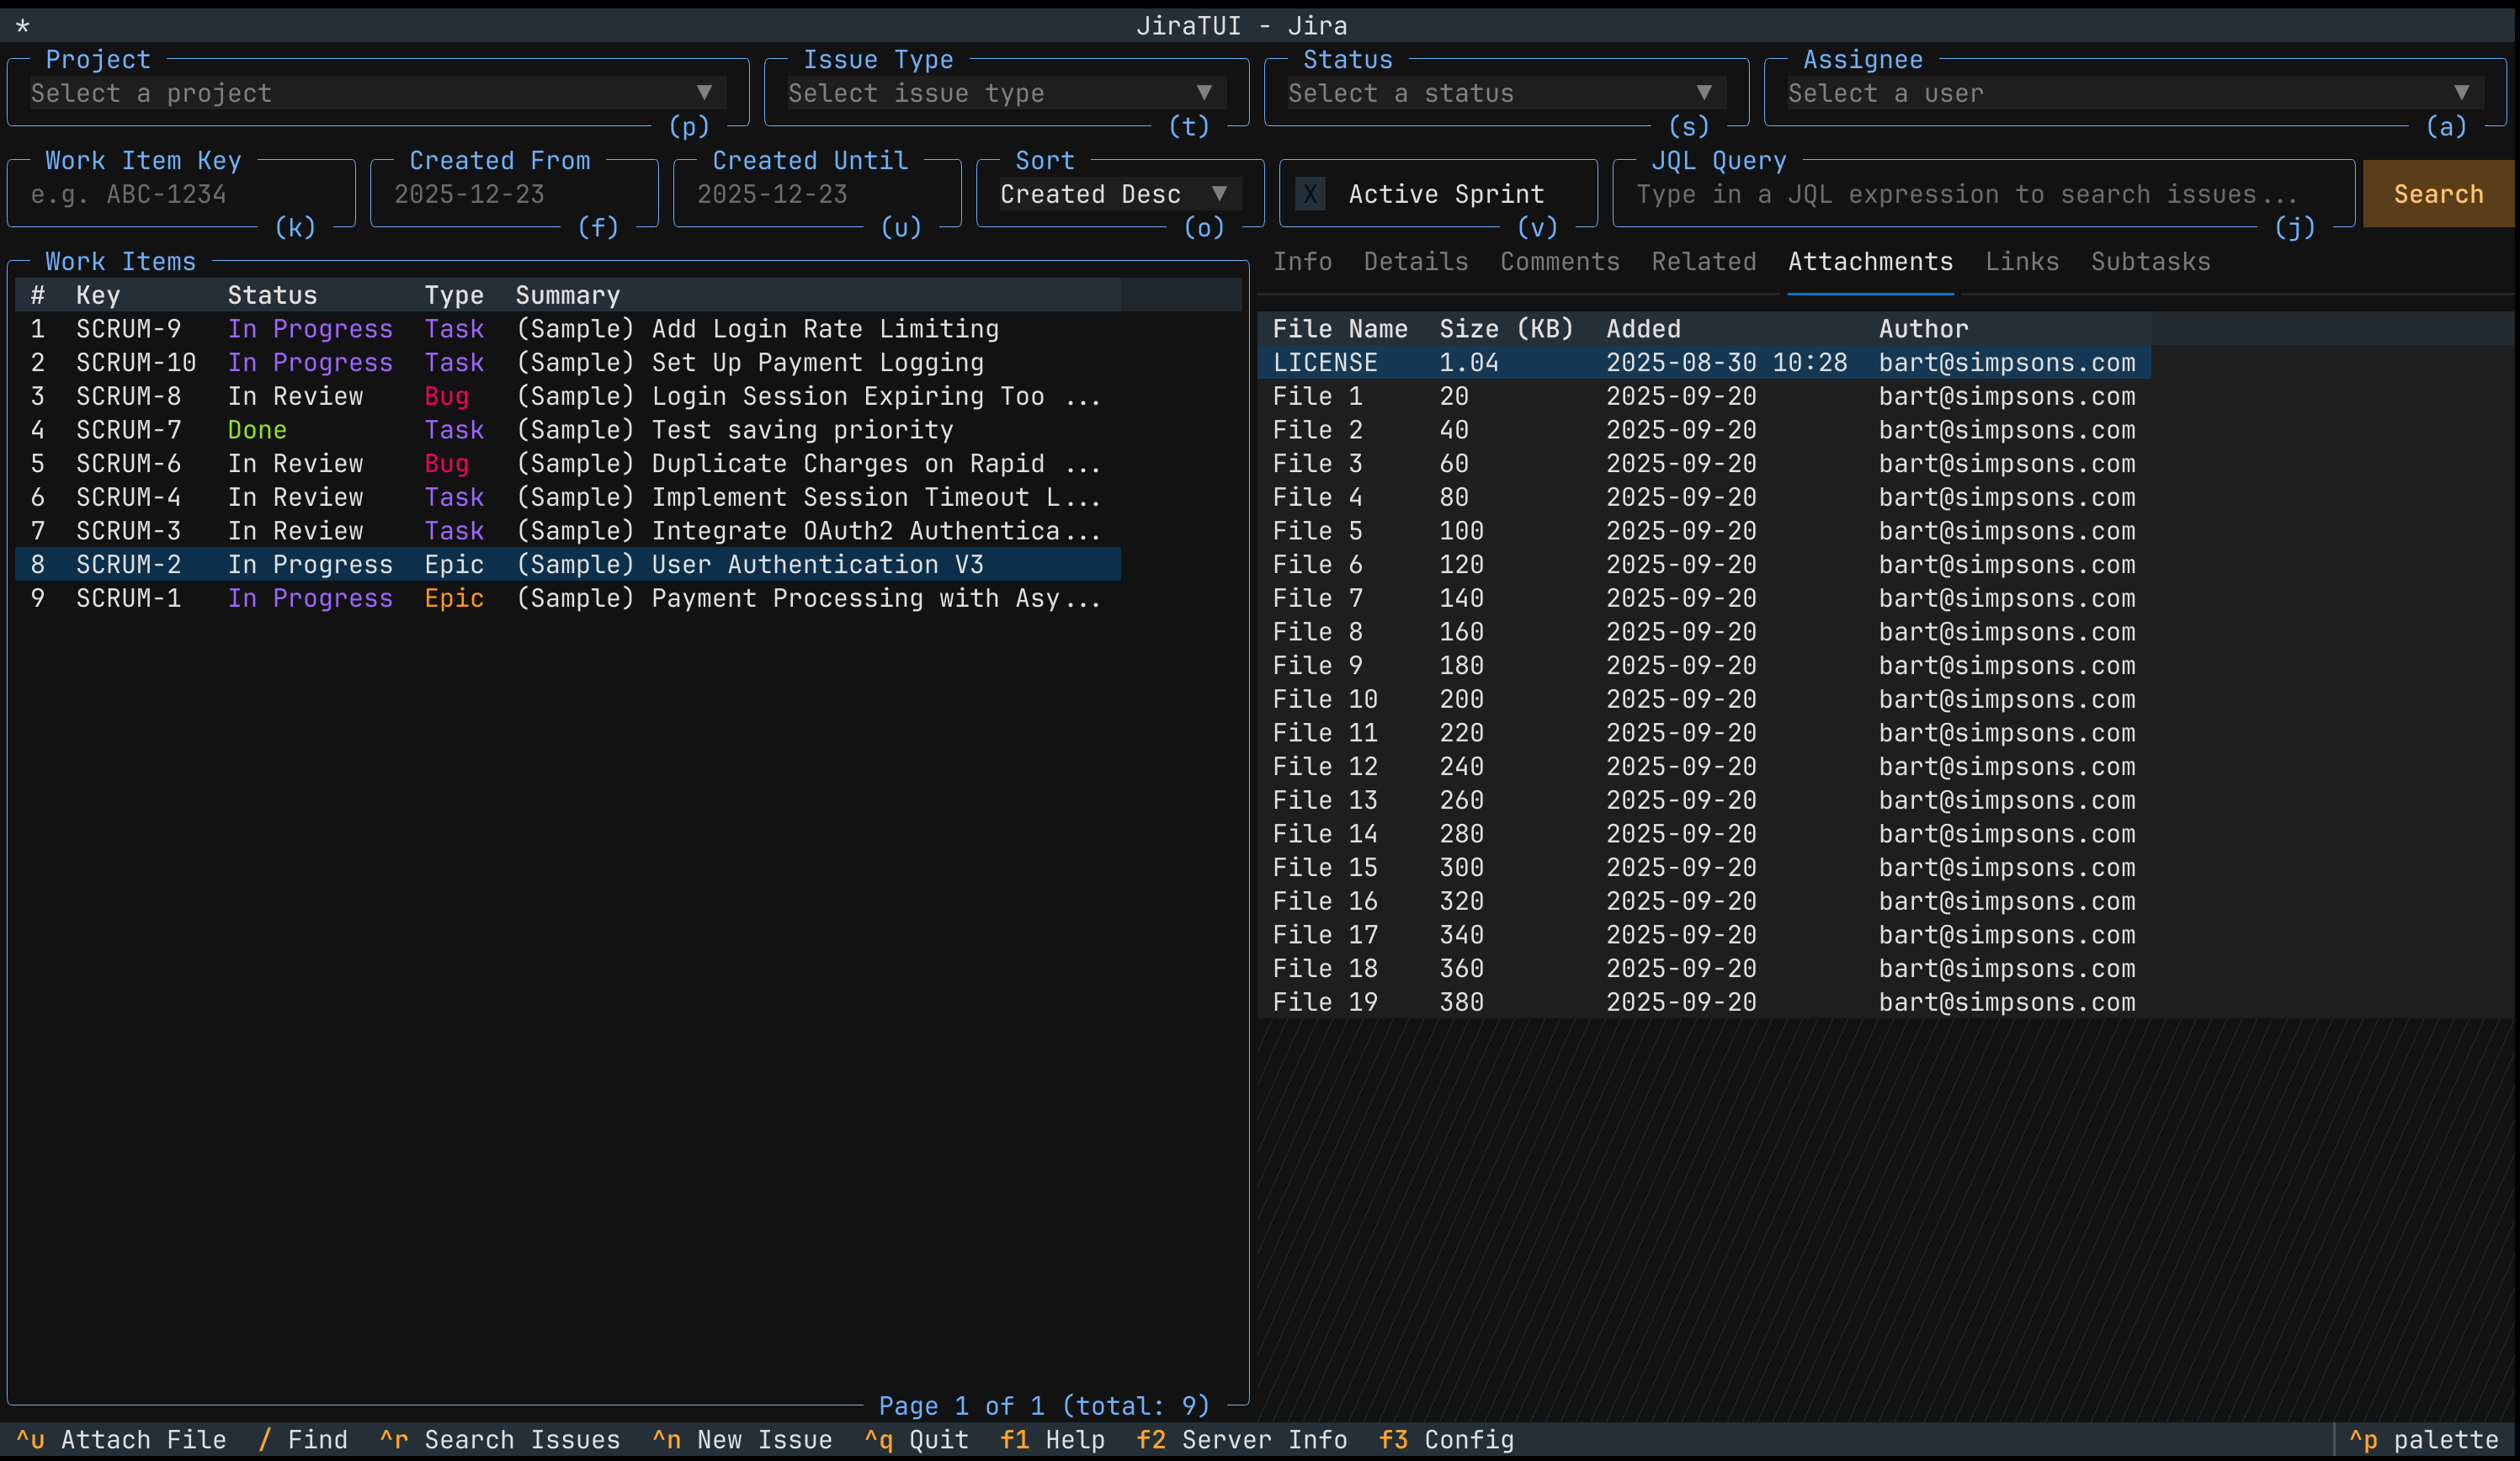 * JiraTUI - Jira
Project Issue Type Status Assignee
Select a project ▼ Select issue type ▼ Select a status ▼ Select a user ▼
(p) (t) (s) (a)
Work Item Key Created From Created Until Sort JQL Query
e.g. ABC-1234 2025-12-23 2025-12-23 Created Desc ▼ X Active Sprint Type in a JQL expression to search issues... Search
(k) (f) (u) (o) (v) (j)
Work Items
# Key Status Type Summary
1 SCRUM-9 In Progress Task (Sample) Add Login Rate Limiting
2 SCRUM-10 In Progress Task (Sample) Set Up Payment Logging
3 SCRUM-8 In Review Bug (Sample) Login Session Expiring Too ...
4 SCRUM-7 Done Task (Sample) Test saving priority
5 SCRUM-6 In Review Bug (Sample) Duplicate Charges on Rapid ...
6 SCRUM-4 In Review Task (Sample) Implement Session Timeout L...
7 SCRUM-3 In Review Task (Sample) Integrate OAuth2 Authentica...
8 SCRUM-2 In Progress Epic (Sample) User Authentication V3
9 SCRUM-1 In Progress Epic (Sample) Payment Processing with Asy...
Page 1 of 1 (total: 9)
Info Details Comments Related Attachments Links Subtasks
File Name Size (KB) Added Author
LICENSE 1.04 2025-08-30 10:28 bart@simpsons.com
File 1 20 2025-09-20 bart@simpsons.com
File 2 40 2025-09-20 bart@simpsons.com
File 3 60 2025-09-20 bart@simpsons.com
File 4 80 2025-09-20 bart@simpsons.com
File 5 100 2025-09-20 bart@simpsons.com
File 6 120 2025-09-20 bart@simpsons.com
File 7 140 2025-09-20 bart@simpsons.com
File 8 160 2025-09-20 bart@simpsons.com
File 9 180 2025-09-20 bart@simpsons.com
File 10 200 2025-09-20 bart@simpsons.com
File 11 220 2025-09-20 bart@simpsons.com
File 12 240 2025-09-20 bart@simpsons.com
File 13 260 2025-09-20 bart@simpsons.com
File 14 280 2025-09-20 bart@simpsons.com
File 15 300 2025-09-20 bart@simpsons.com
File 16 320 2025-09-20 bart@simpsons.com
File 17 340 2025-09-20 bart@simpsons.com
File 18 360 2025-09-20 bart@simpsons.com
File 19 380 2025-09-20 bart@simpsons.com
^u Attach File / Find ^r Search Issues ^n New Issue ^q Quit f1 Help f2 Server Info f3 Config ^p palette